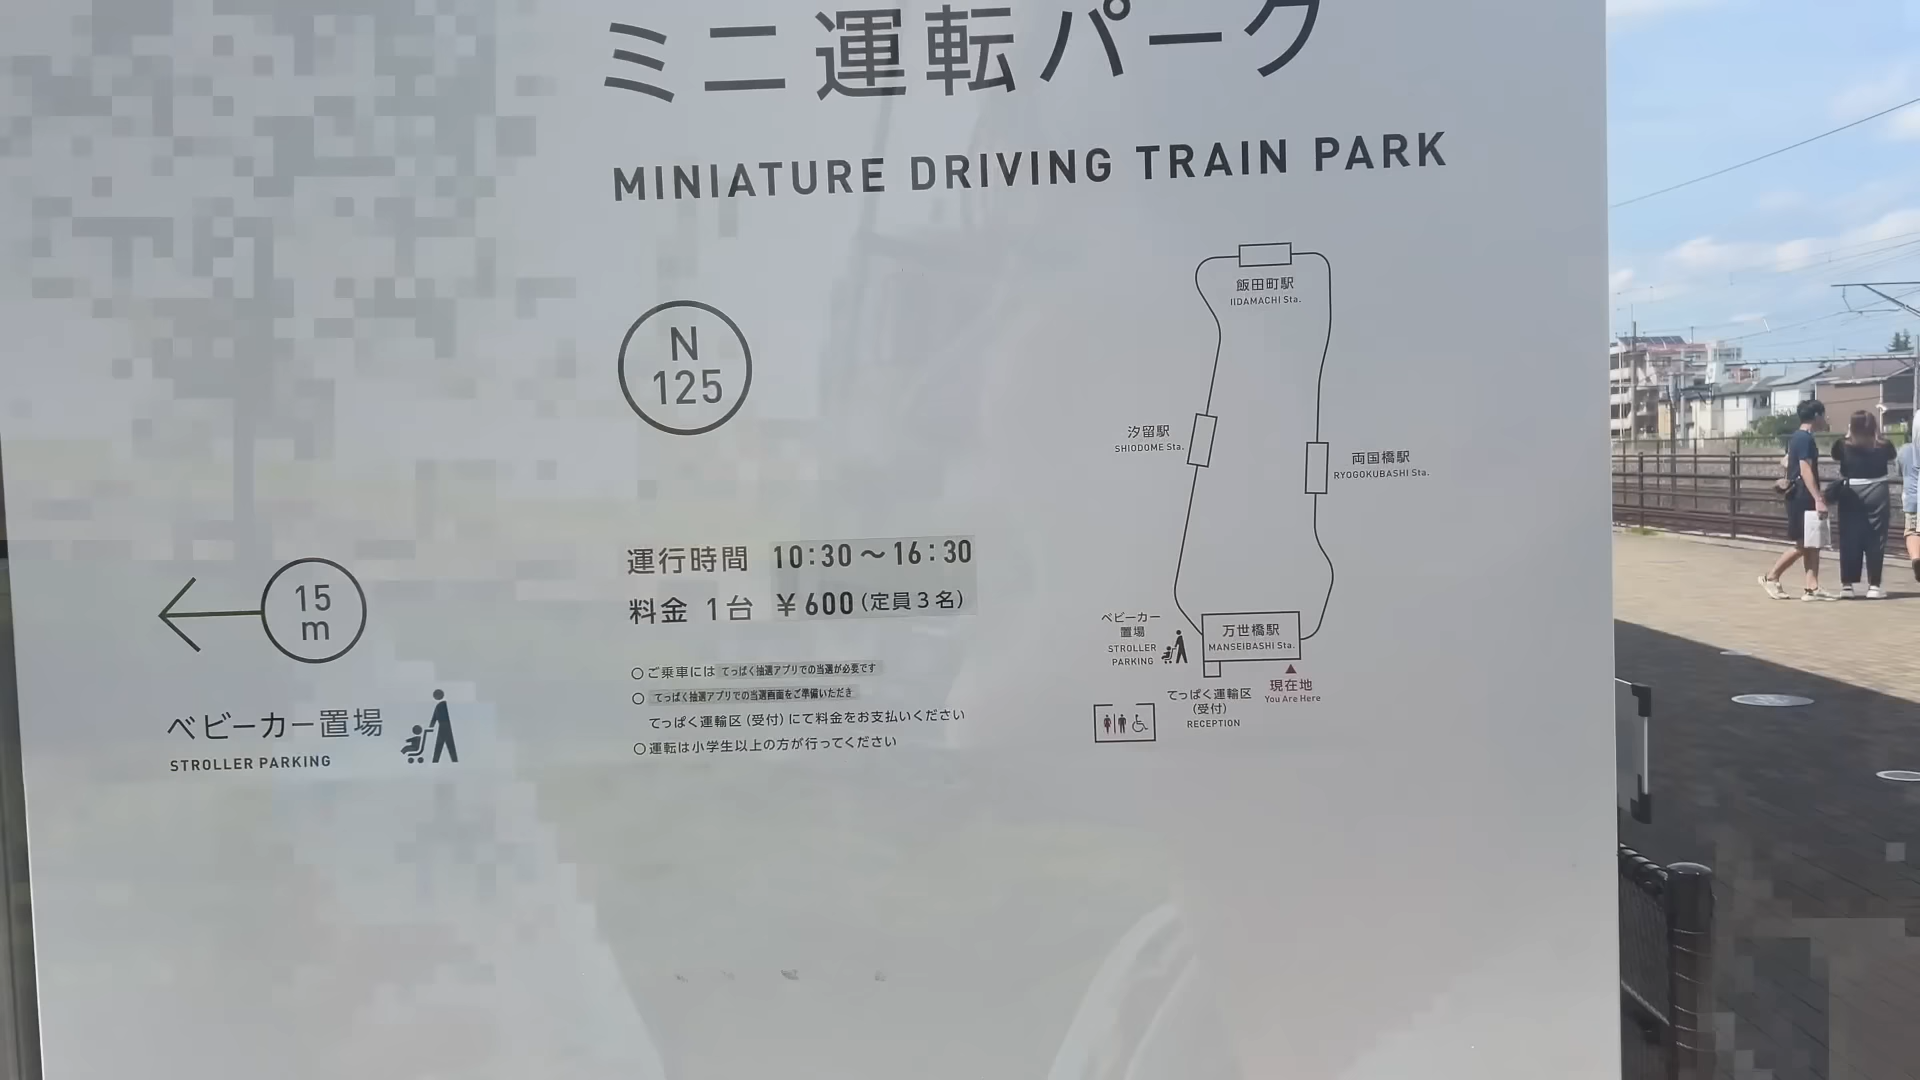 ミニ運転パーク
MINIATURE DRIVING TRAIN PARK
N
125
飯田町駅
IIDAMACHI Sta.
汐留駅
SHIODOME Sta.
両国橋駅
RYOGOKUBASHI Sta.
運行時間 10:30～16:30
料金 1台 ¥600(定員3名)
○ご乗車には てっぱく抽選アプリでの当選が必要です
○ てっぱく抽選アプリでの当選画面をご準備いただき
てっぱく運輸区(受付)にて料金をお支払いください
○運転は小学生以上の方が行ってください
15
m
ベビーカー置場
STROLLER PARKING
ベビーカー
置場
STROLLER
PARKING
万世橋駅
MANSEIBASHI Sta.
てっぱく運輸区
(受付)
RECEPTION
現在地
You Are Here